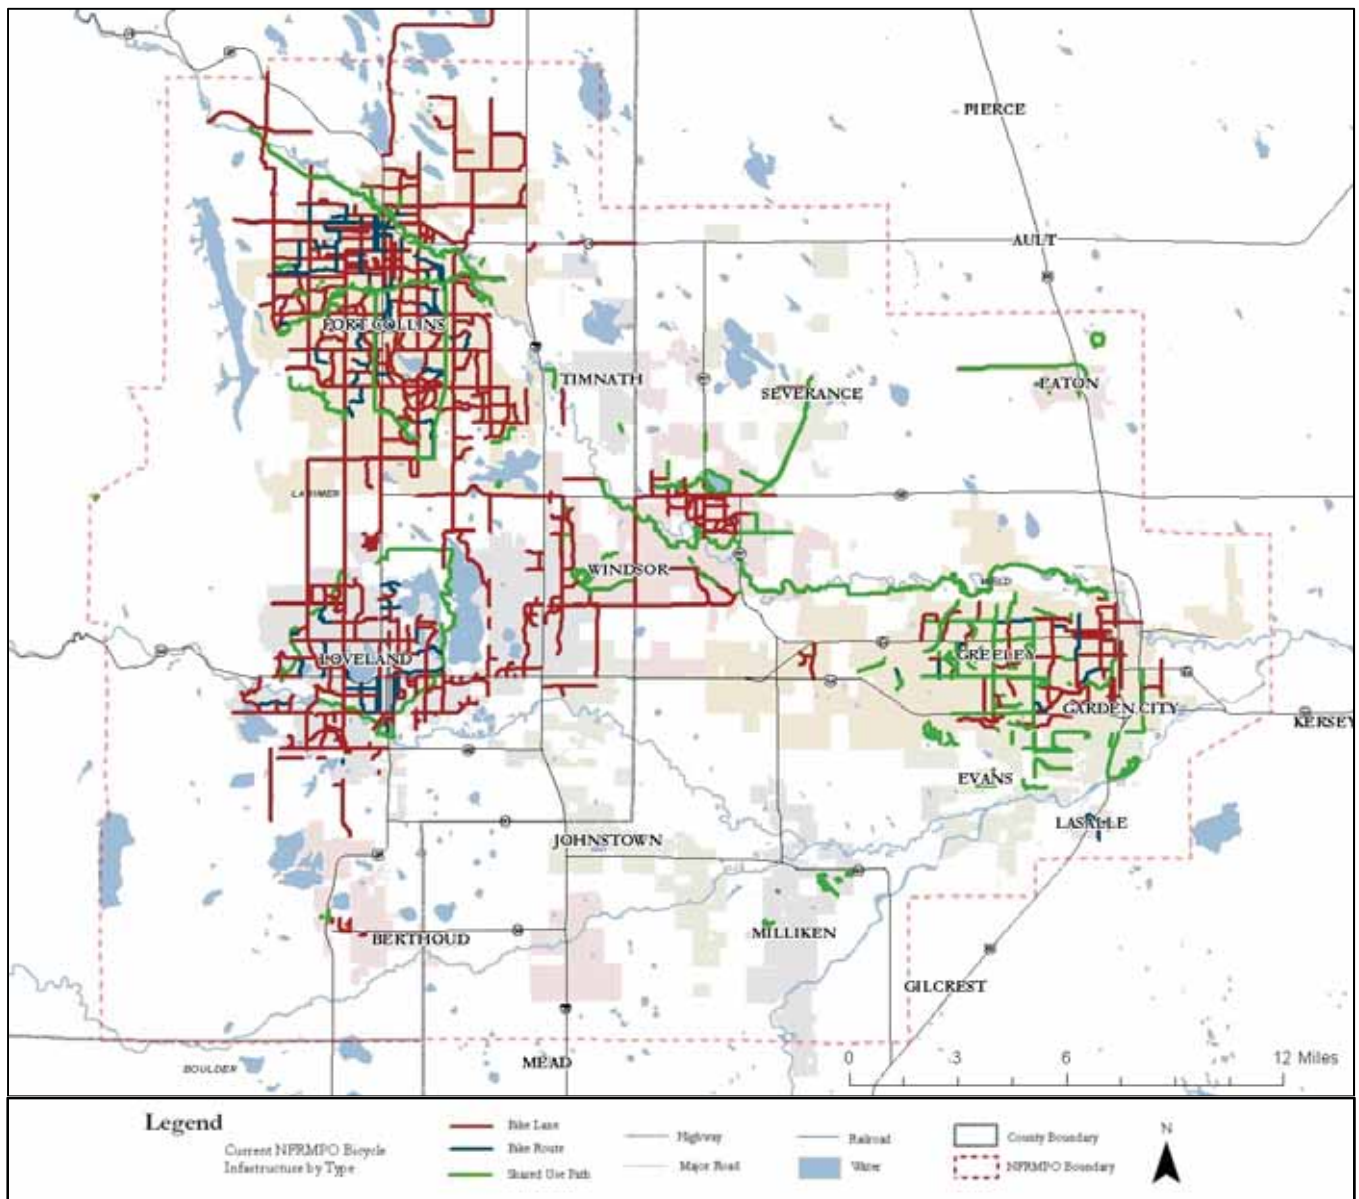 PIERCE
AULT
FORT COLLINS
TIMNATH
SEVERANCE
EATON
LARIMER
WINDSOR
WELD
LOVELAND
GREELEY
GARDEN CITY
KERSEY
EVANS
LASALLE
JOHNSTOWN
BERTHOUD
MILLIKEN
GILCREST
MEAD
BOULDER
0 3 6 12 Miles
Legend
Current NFRMPO Bicycle
Infastructure by Type
Bike Lane
Bike Route
Shared Use Path
Highway
Major Road
Railroad
Water
County Boundary
NFRMPO Boundary
N